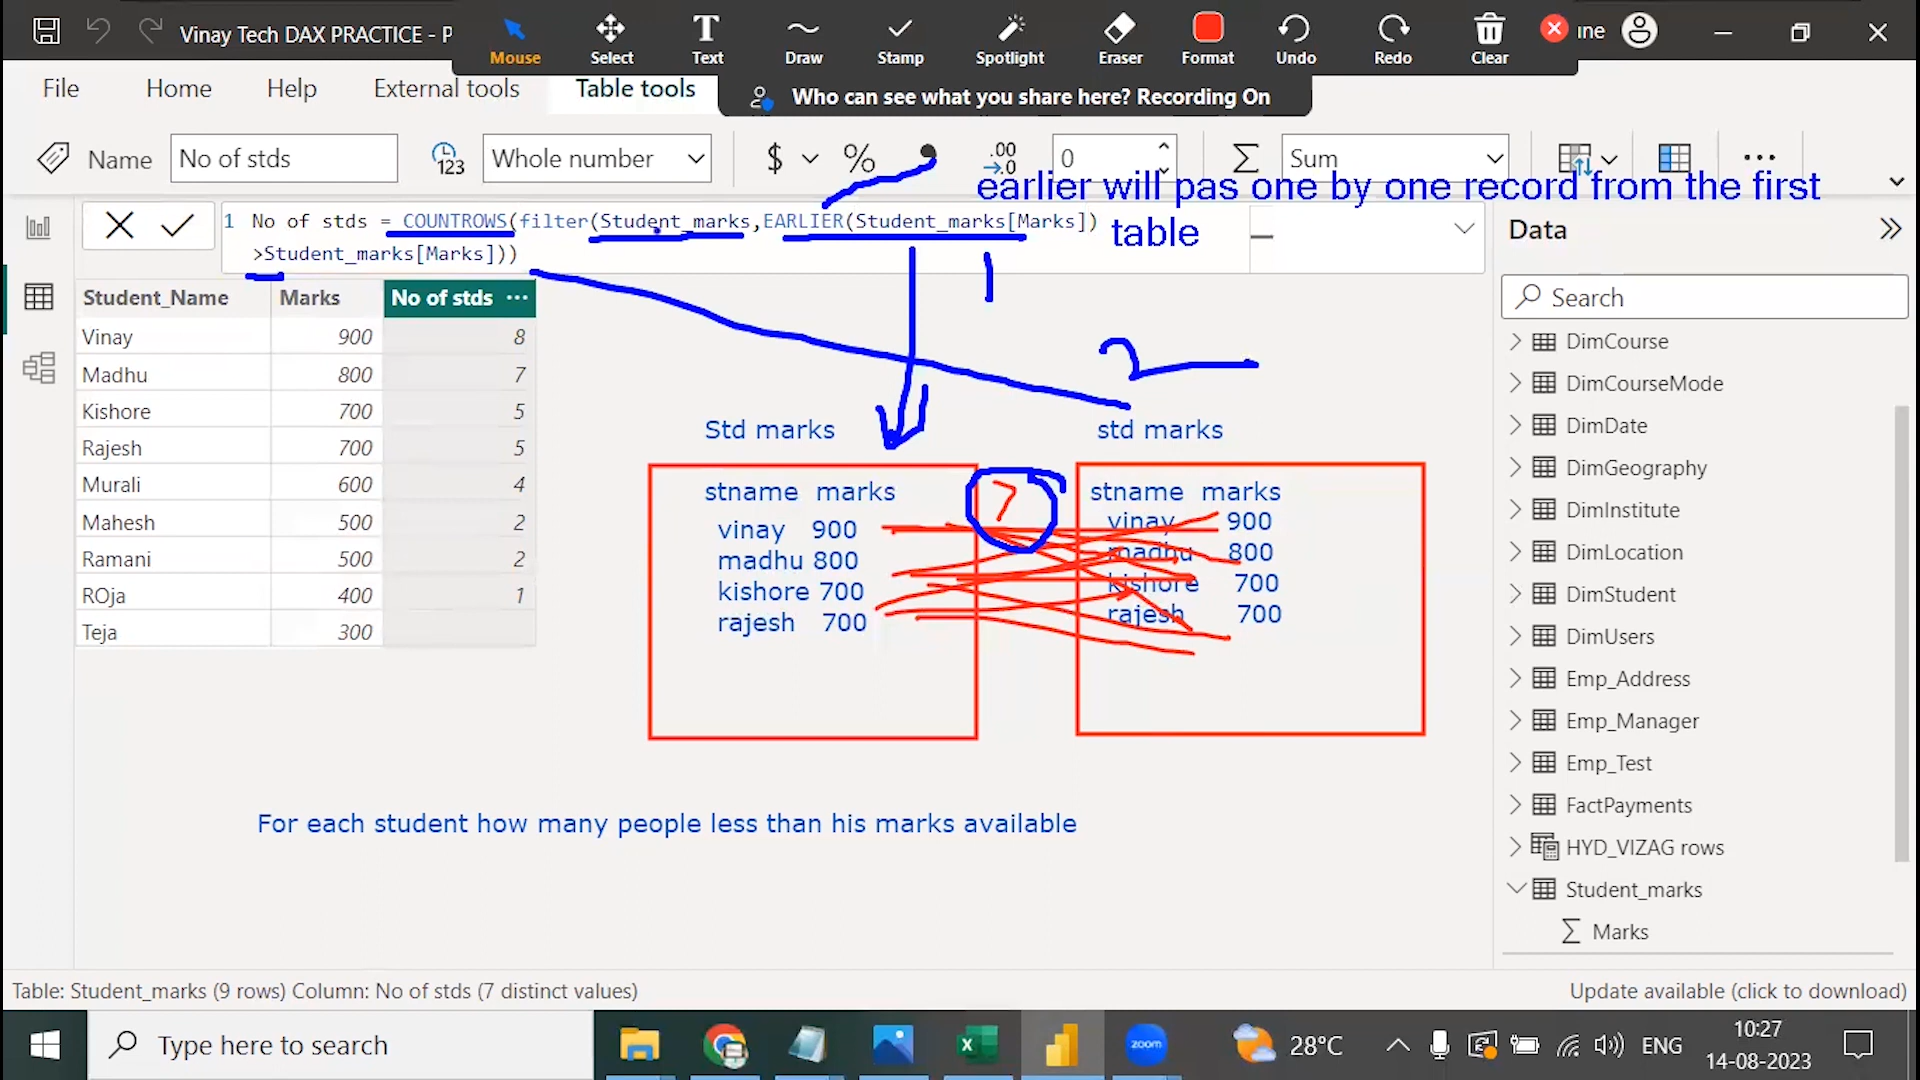 Vinay Tech DAX PRACTICE - P
Mouse Select Text Draw Stamp Spotlight Eraser Format Undo Redo Clear
ine
File Home Help External tools Table tools
Who can see what you share here? Recording On
Name No of stds
123 Whole number
$ % .00 →.0 0
Σ Sum
earlier will pas one by one record from the first
table
1 No of stds = COUNTROWS(filter(Student_marks,EARLIER(Student_marks[Marks])
>Student_marks[Marks]))
Student_Name Marks No of stds ...
Vinay 900 8
Madhu 800 7
Kishore 700 5
Rajesh 700 5
Murali 600 4
Mahesh 500 2
Ramani 500 2
ROja 400 1
Teja 300
1
2
Std marks
stname marks
vinay 900
madhu 800
kishore 700
rajesh 700
7
std marks
stname marks
vinay 900
madhu 800
kishore 700
rajesh 700
For each student how many people less than his marks available
Data
Search
DimCourse
DimCourseMode
DimDate
DimGeography
DimInstitute
DimLocation
DimStudent
DimUsers
Emp_Address
Emp_Manager
Emp_Test
FactPayments
HYD_VIZAG rows
Student_marks
Σ Marks
Table: Student_marks (9 rows) Column: No of stds (7 distinct values)
Update available (click to download)
Type here to search
zoom
28°C
ENG
10:27
14-08-2023